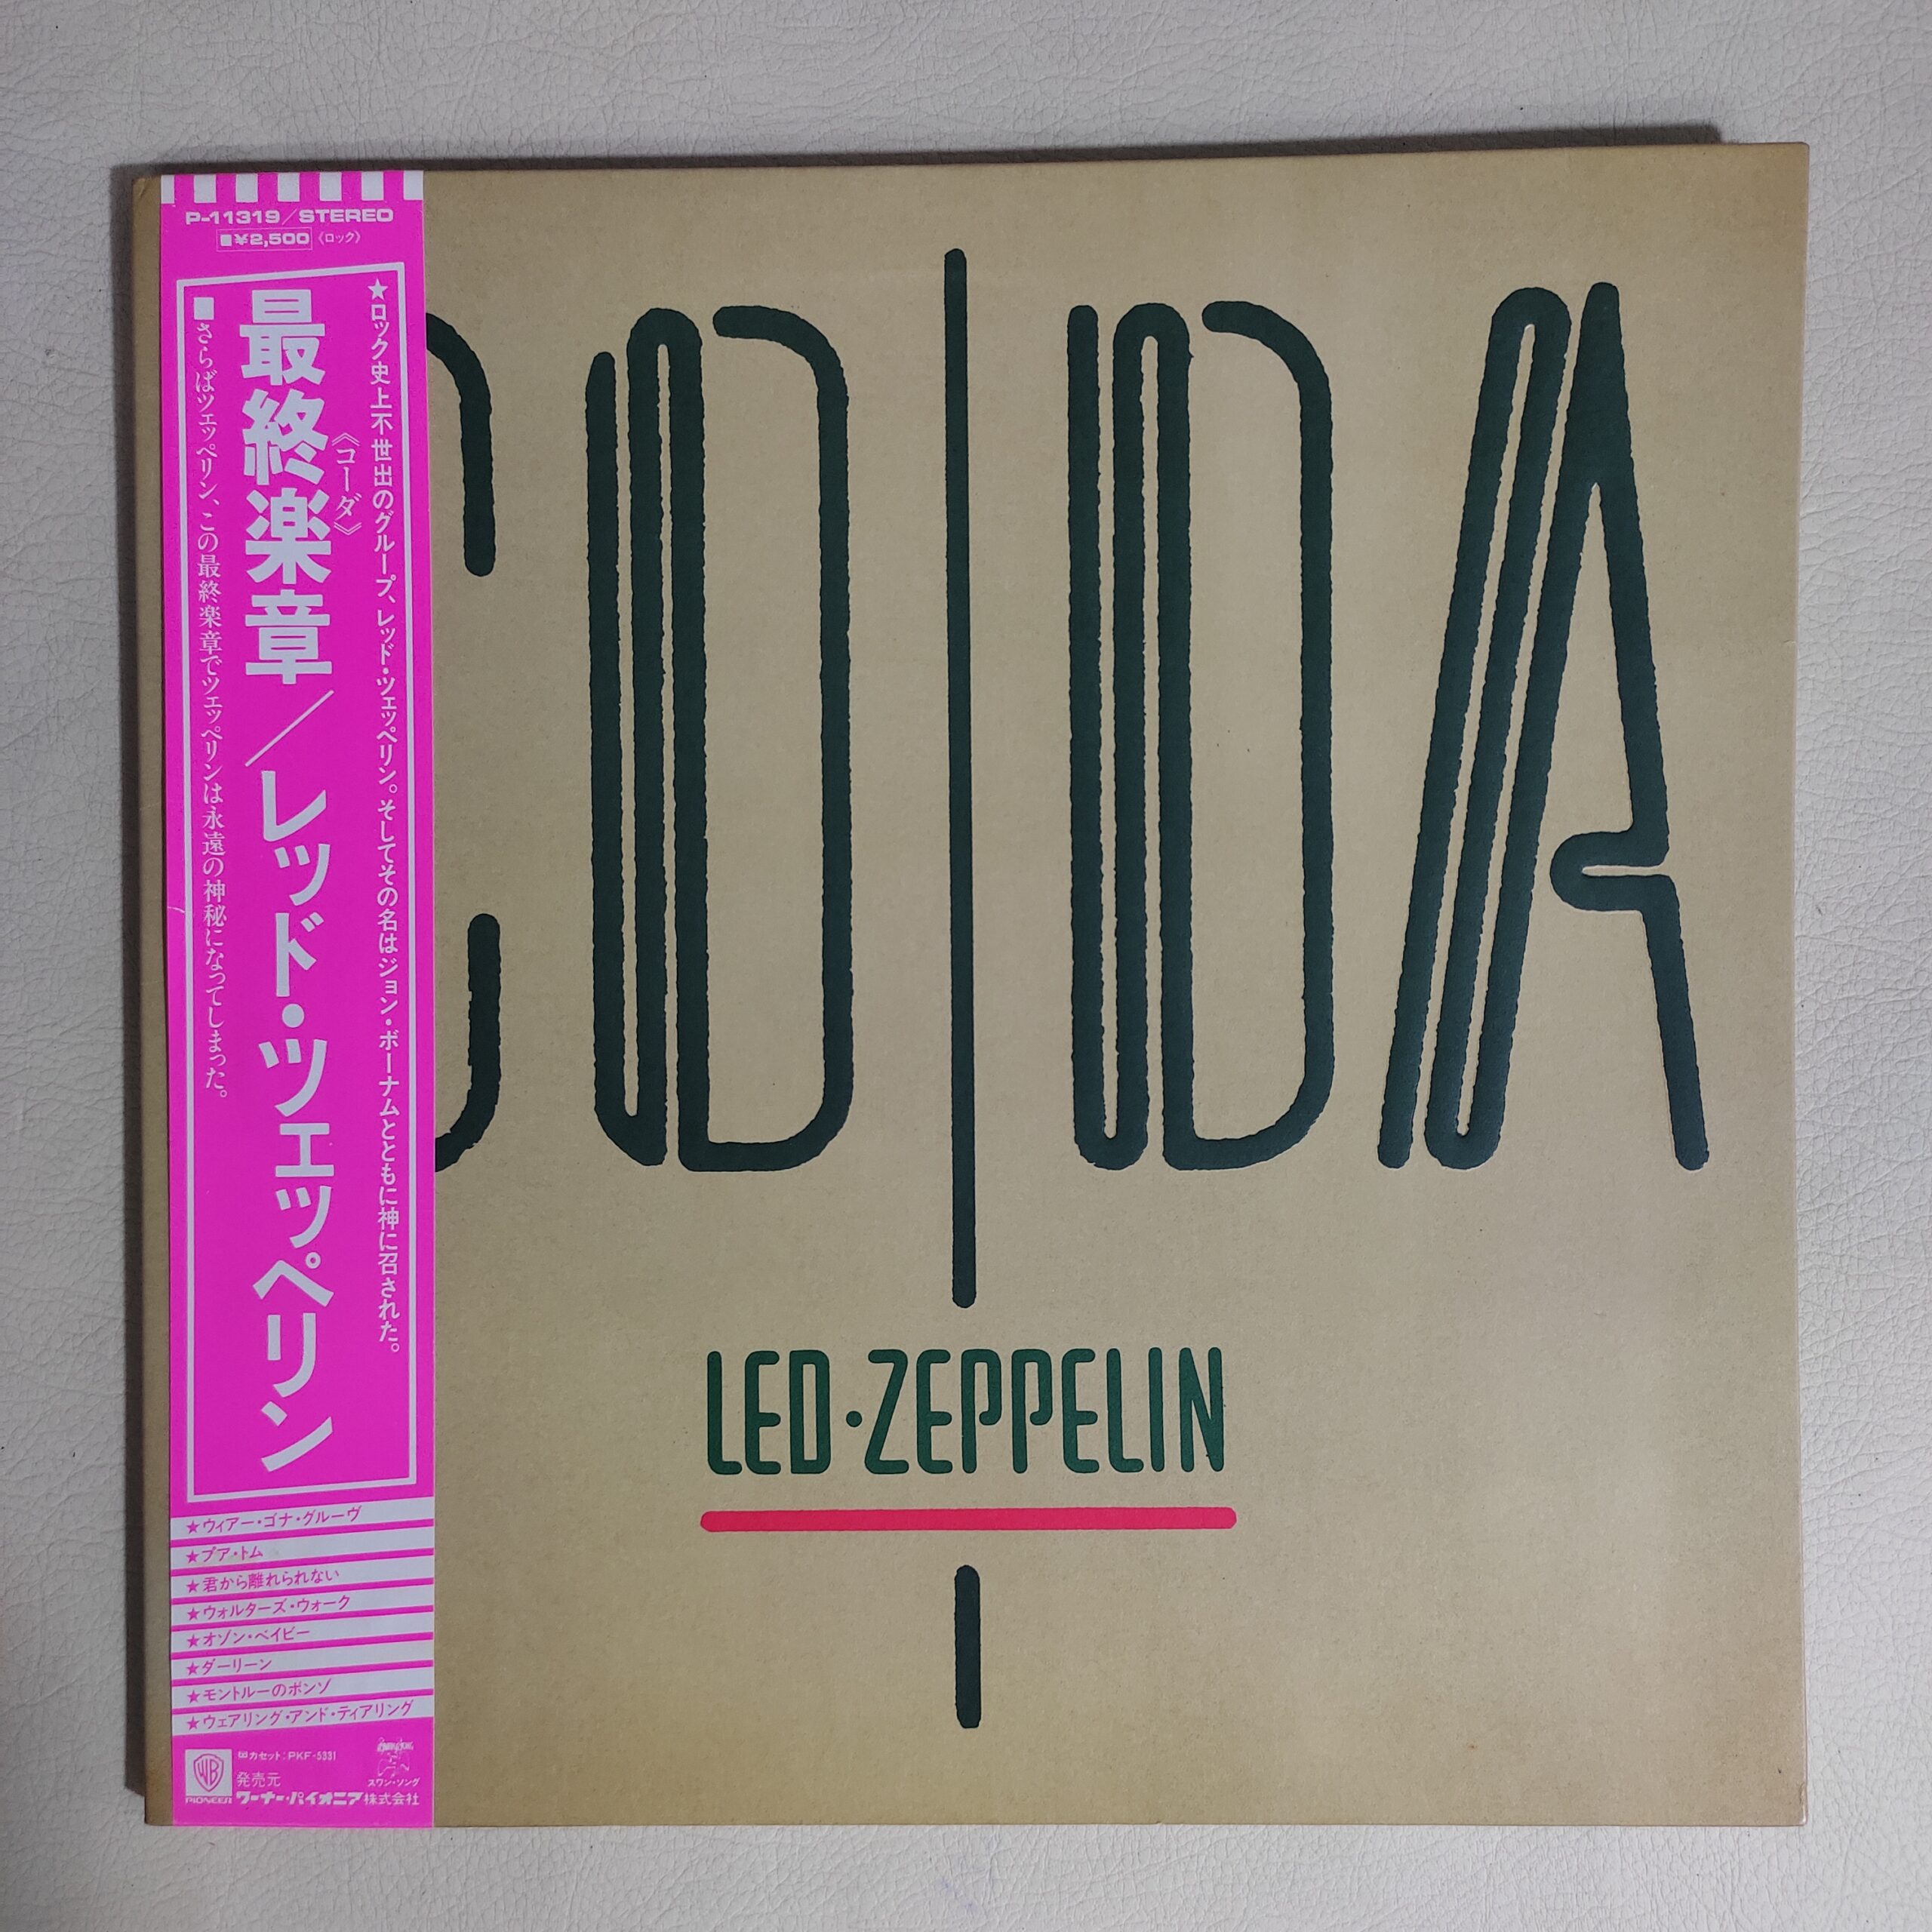 P-11319/STEREO
■¥2,500 《ロック》
★ロック史上不世出のグループ、レッド・ツェッペリン。そしてその名はジョン・ボーナムとともに神に召された。
《コーダ》
最終楽章/レッド・ツェッペリン
■さらばツェッペリン、この最終楽章でツェッペリンは永遠の神秘になってしまった。
★ウィアー・ゴナ・グルーヴ
★プア・トム
★君から離れられない
★ウォルターズ・ウォーク
★オゾン・ベイビー
★ダーリーン
★モントルーのボンゾ
★ウェアリング・アンド・ティアリング
カセット:PKF-5331
WB
PIONEER
発売元
ワーナー・パイオニア株式会社
スワン・ソング
CODA
LED・ZEPPELIN